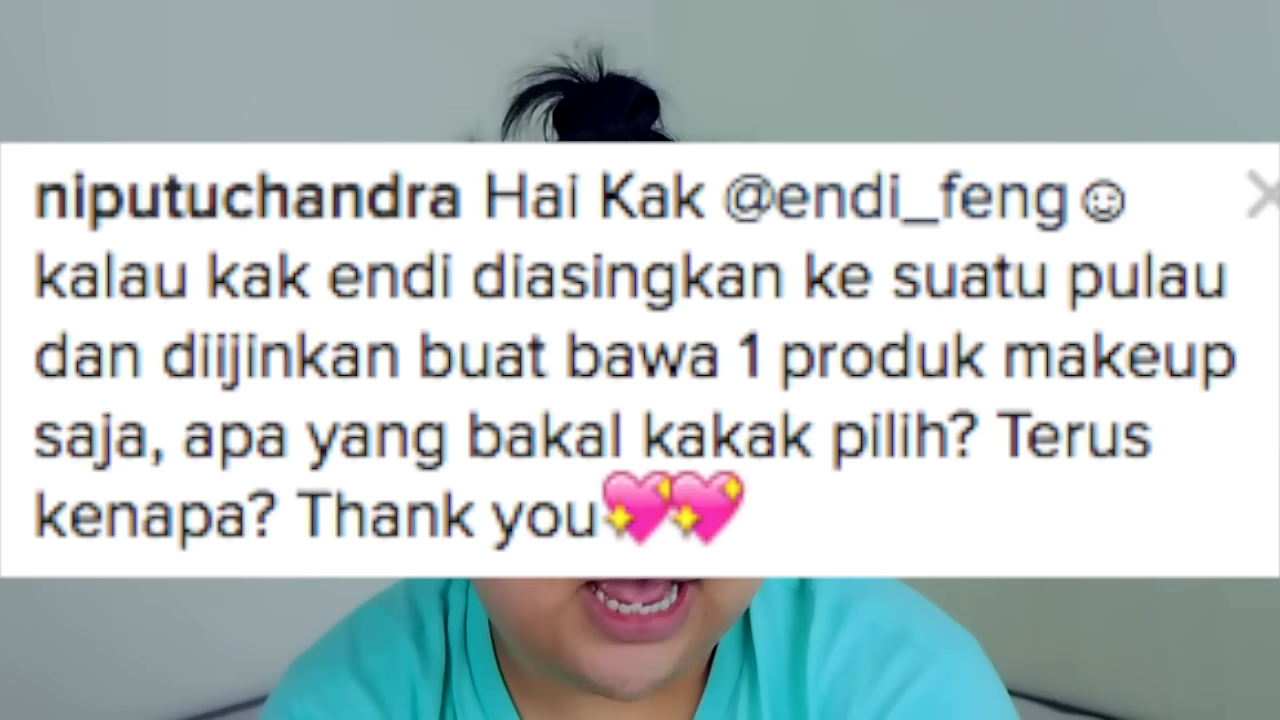 niputuchandra Hai Kak @endi_feng☺
kalau kak endi diasingkan ke suatu pulau
dan diijinkan buat bawa 1 produk makeup
saja, apa yang bakal kakak pilih? Terus
kenapa? Thank you💖💖